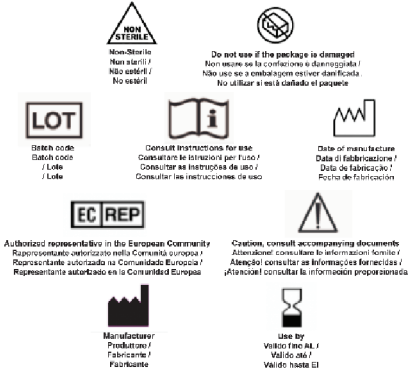 NON
STERILE
Non-Sterile
Non sterili /
Não estéril /
No estéril
Do not use if the package is damaged
Non usare se la confezione è danneggiata /
Não use se a embalagem estiver danificada.
No utilizar si está dañado el paquete
LOT
Batch code
Batch code
/ Lote
/ Lote
i
Consult instructions for use
Consultare le istruzioni per l'uso /
Consultar as instruções de uso /
Consultar las instrucciones de uso
Date of manufacture
Data di fabbricazione /
Data de fabricação /
Fecha de fabricación
EC REP
Authorized representative in the European Community
Rappresentante autorizzato nella Comunità europea /
Representante autorizado na Comunidade Europeia /
Representante autorizado en la Comunidad Europea
Caution, consult accompanying documents
Attenzione! consultare le informazioni fornite /
Atenção! consultar as informações fornecidas /
¡Atención! consultar la información proporcionada
Manufacturer
Produttore /
Fabricante /
Fabricante
Use by
Valido fino AL /
Valido até /
Válido hasta El